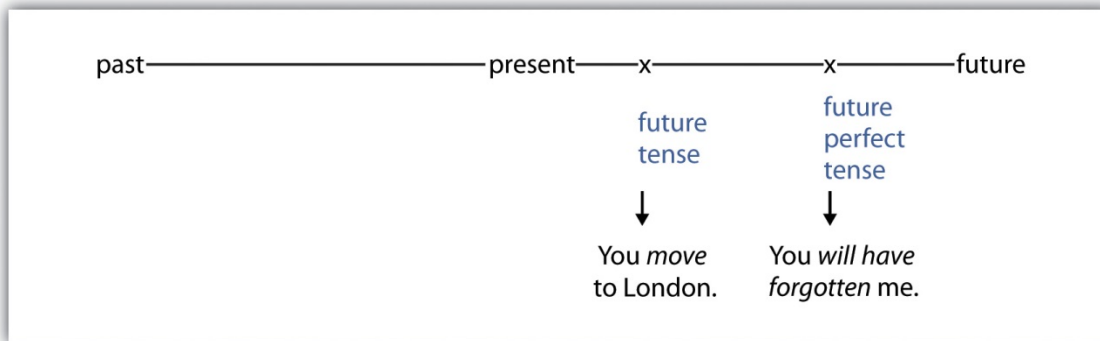 past present x x future
future
tense
future
perfect
tense
You move
to London.
You will have
forgotten me.